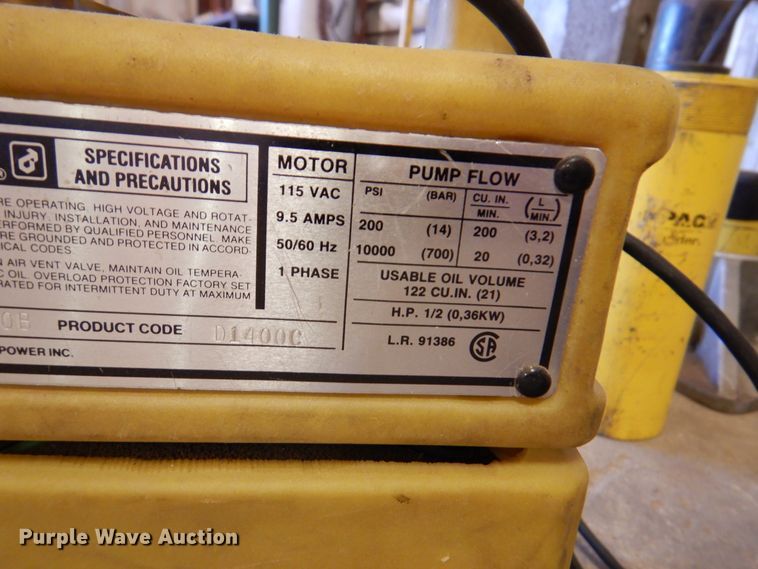 ®
SPECIFICATIONS
AND PRECAUTIONS
RE OPERATING. HIGH VOLTAGE AND ROTAT-
INJURY. INSTALLATION, AND MAINTENANCE
ERFORMED BY QUALIFIED PERSONNEL. MAKE
RE GROUNDED AND PROTECTED IN ACCORD-
ICAL CODES.
N AIR VENT VALVE, MAINTAIN OIL TEMPERA-
C OIL. OVERLOAD PROTECTION FACTORY SET
RATED FOR INTERMITTENT DUTY AT MAXIMUM
0B PRODUCT CODE D1400C
POWER INC.
MOTOR
115 VAC
9.5 AMPS
50/60 Hz
1 PHASE
PUMP FLOW
PSI (BAR) CU. IN. MIN. (L MIN.)
200 (14) 200 (3,2)
10000 (700) 20 (0,32)
USABLE OIL VOLUME
122 CU.IN. (21)
H.P. 1/2 (0,36KW)
L.R. 91386 SA
PAC
Purple Wave Auction